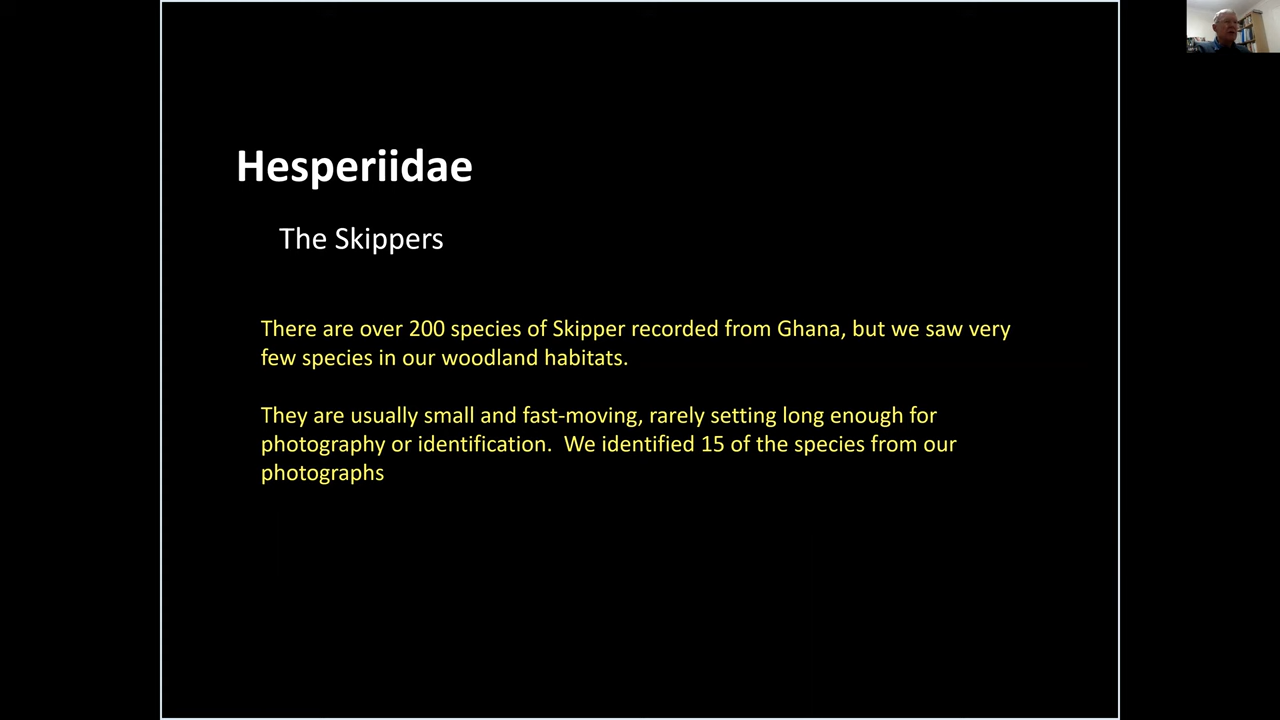 Hesperiidae
The Skippers
There are over 200 species of Skipper recorded from Ghana, but we saw very
few species in our woodland habitats.
They are usually small and fast-moving, rarely setting long enough for
photography or identification.  We identified 15 of the species from our
photographs